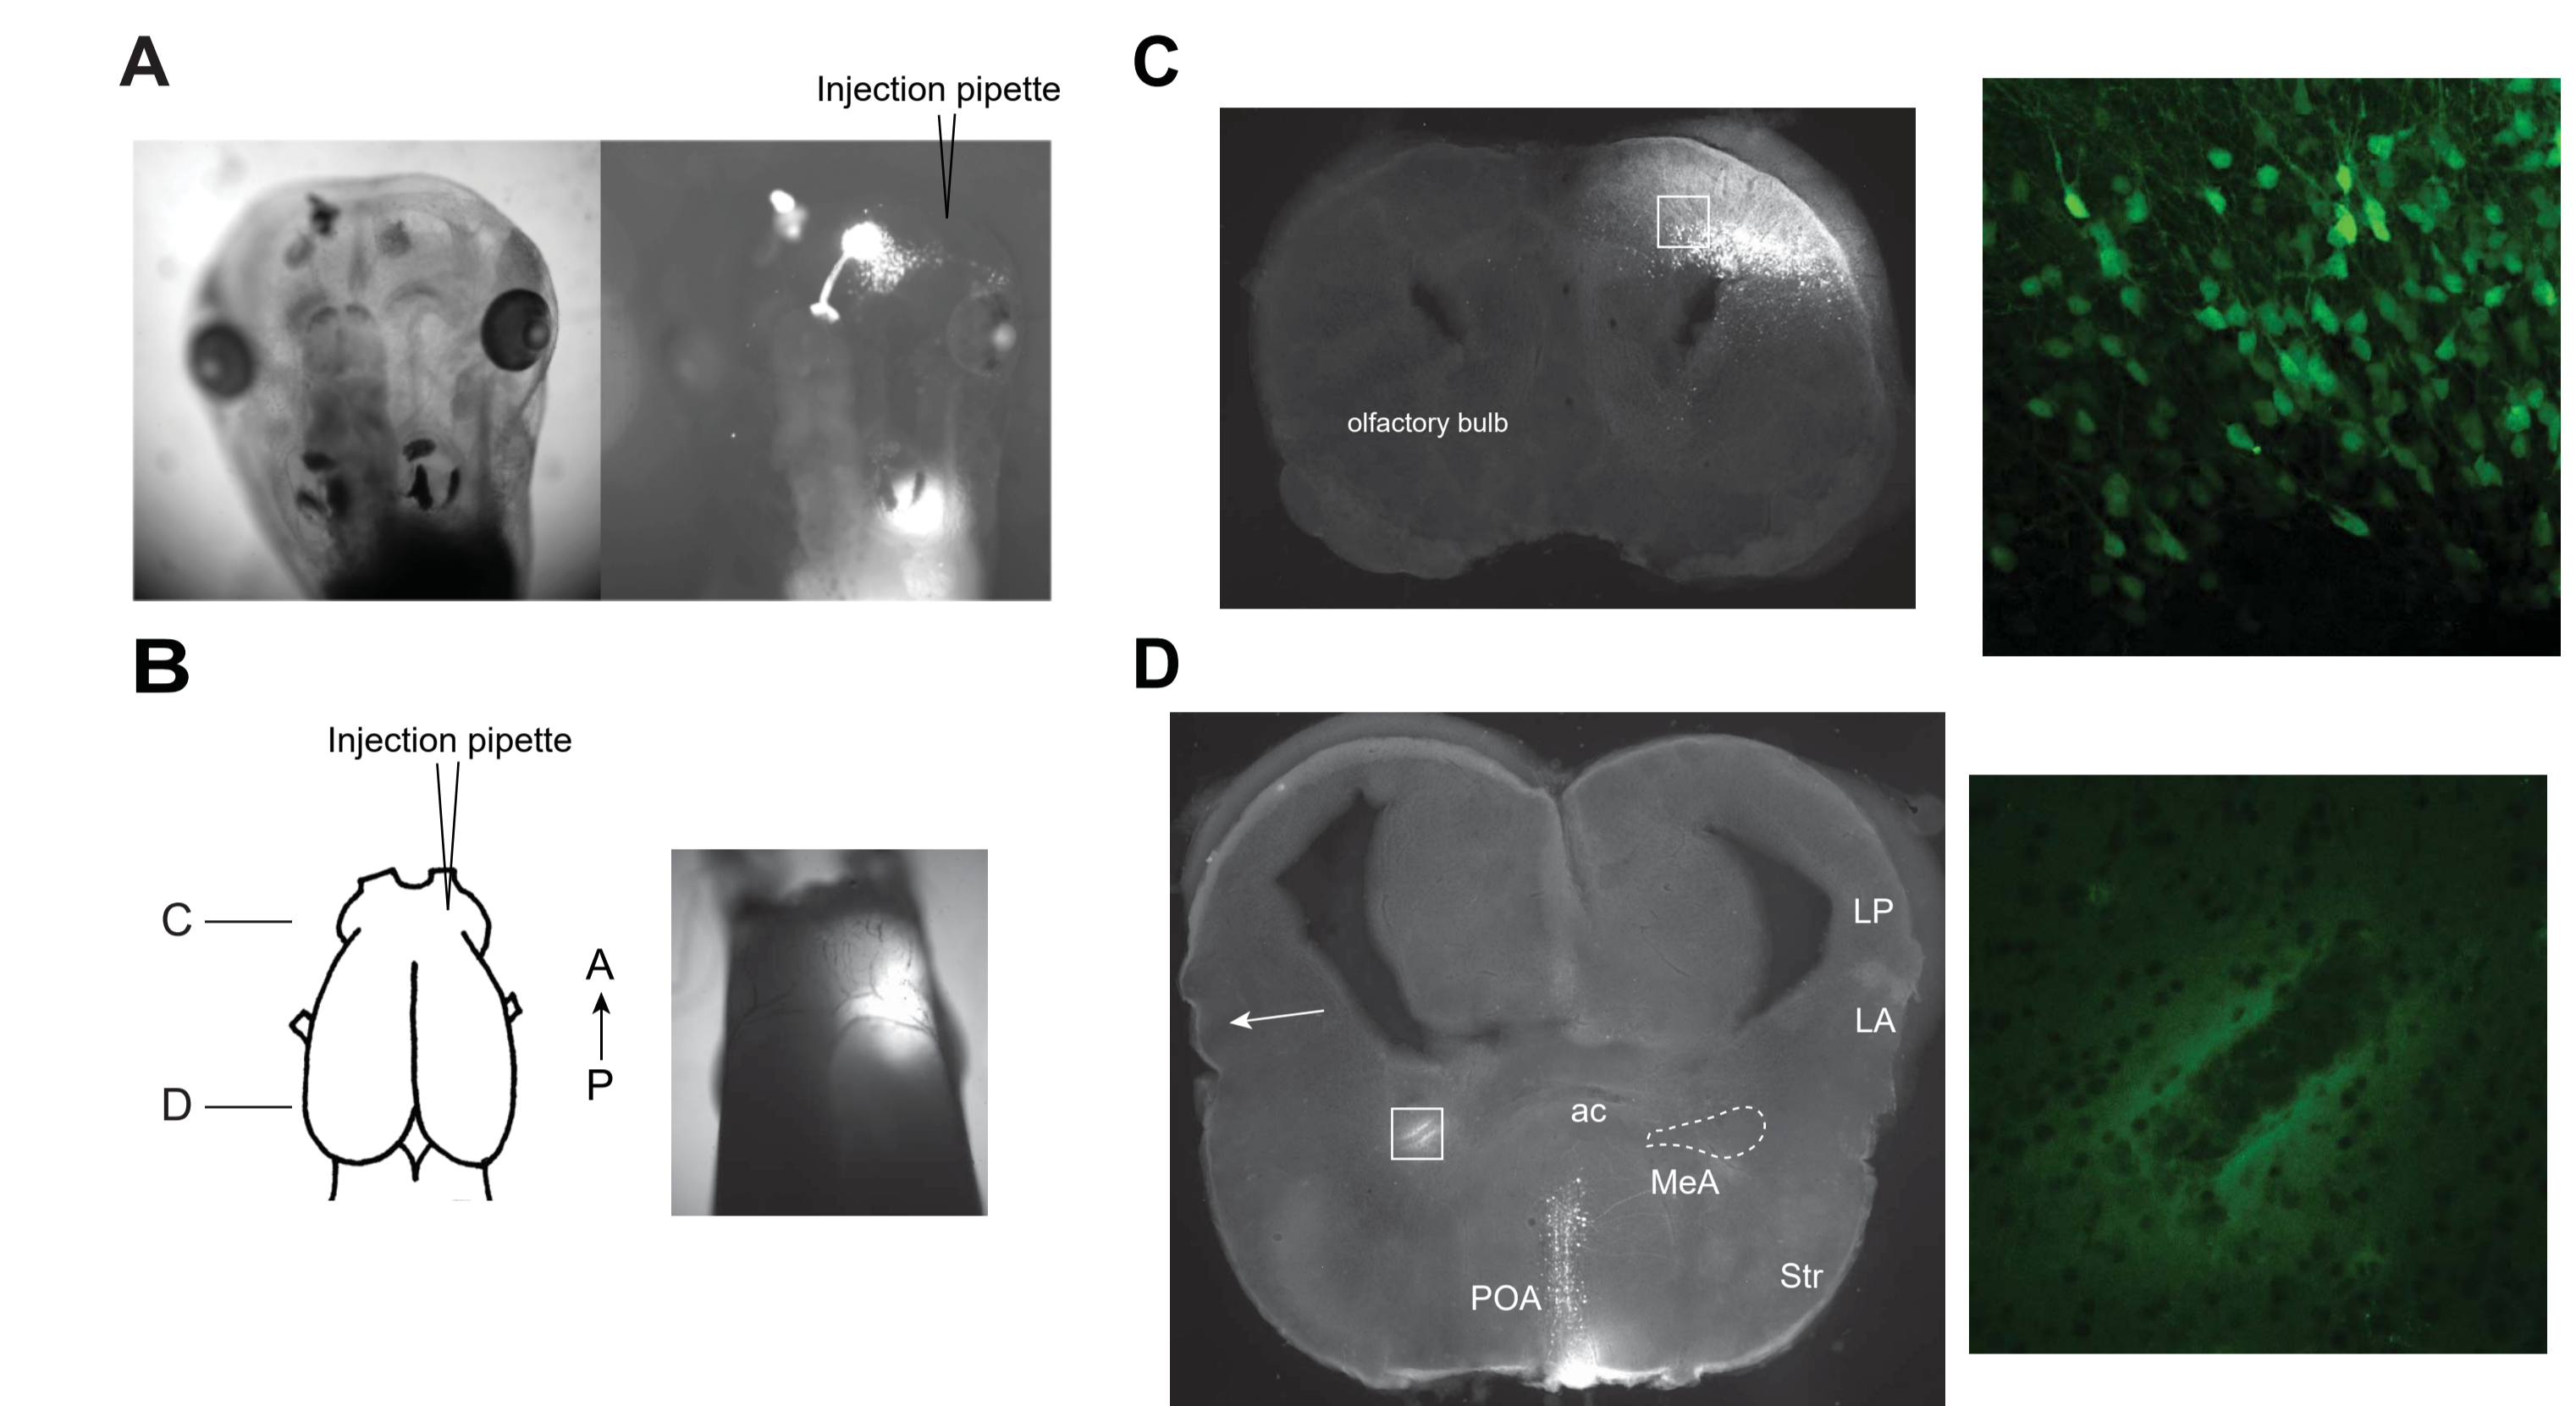 A
Injection pipette
B
Injection pipette
C
D
A
P
C
olfactory bulb
D
LP
LA
ac
MeA
POA
Str